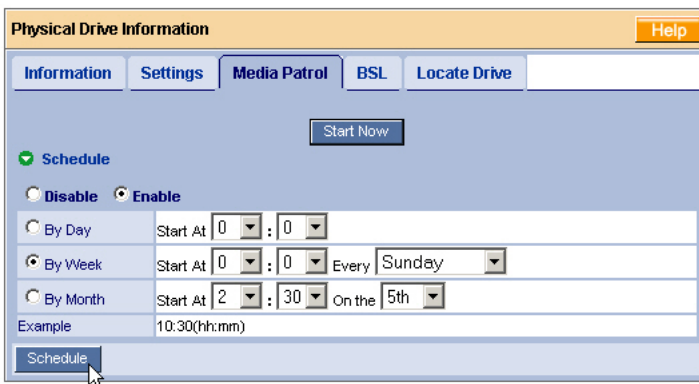 Physical Drive Information Help
Information Settings Media Patrol BSL Locate Drive
Start Now
Schedule
Disable Enable
By Day Start At 0 : 0
By Week Start At 0 : 0 Every Sunday
By Month Start At 2 : 30 On the 5th
Example 10:30(hh:mm)
Schedule